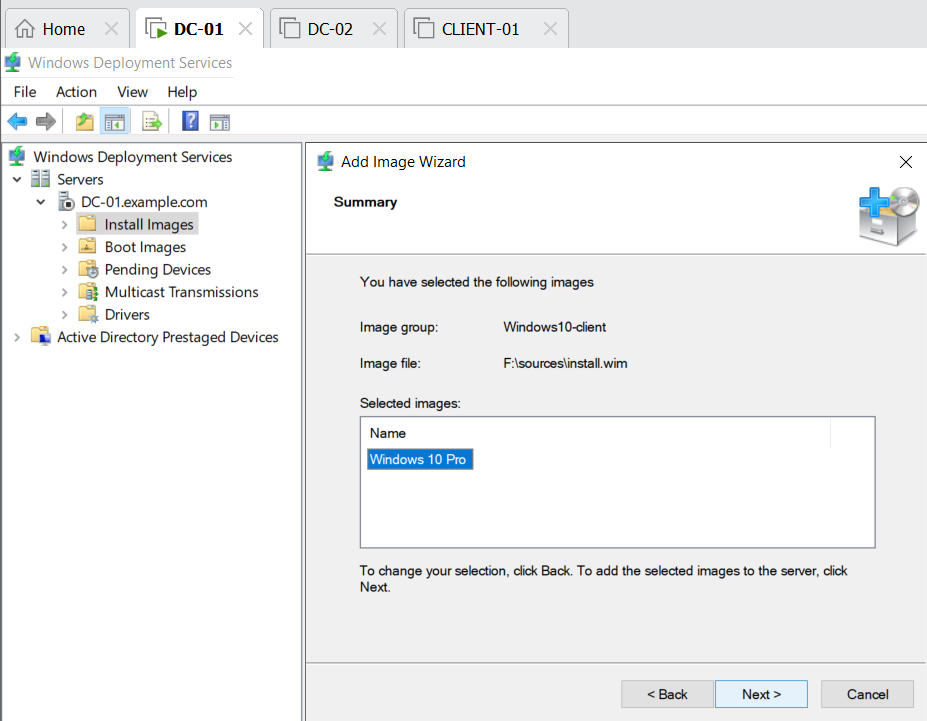 Home
DC-01
DC-02
CLIENT-01
Windows Deployment Services
File Action View Help
Windows Deployment Services
Servers
DC-01.example.com
Install Images
Boot Images
Pending Devices
Multicast Transmissions
Drivers
Active Directory Prestaged Devices
Add Image Wizard
Summary
You have selected the following images
Image group: Windows10-client
Image file: F:\sources\install.wim
Selected images:
Name
Windows 10 Pro
To change your selection, click Back. To add the selected images to the server, click
Next.
< Back Next > Cancel